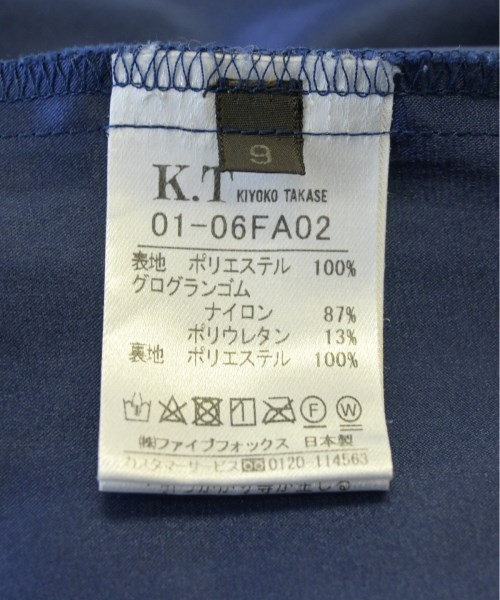 9
K.T KIYOKO TAKASE
01-06FA02
表地 ポリエステル 100%
グログランゴム
ナイロン 87%
ポリウレタン 13%
裏地 ポリエステル 100%
F W
㈱ファイブフォックス 日本製
カスタマーサービス 0120-114563